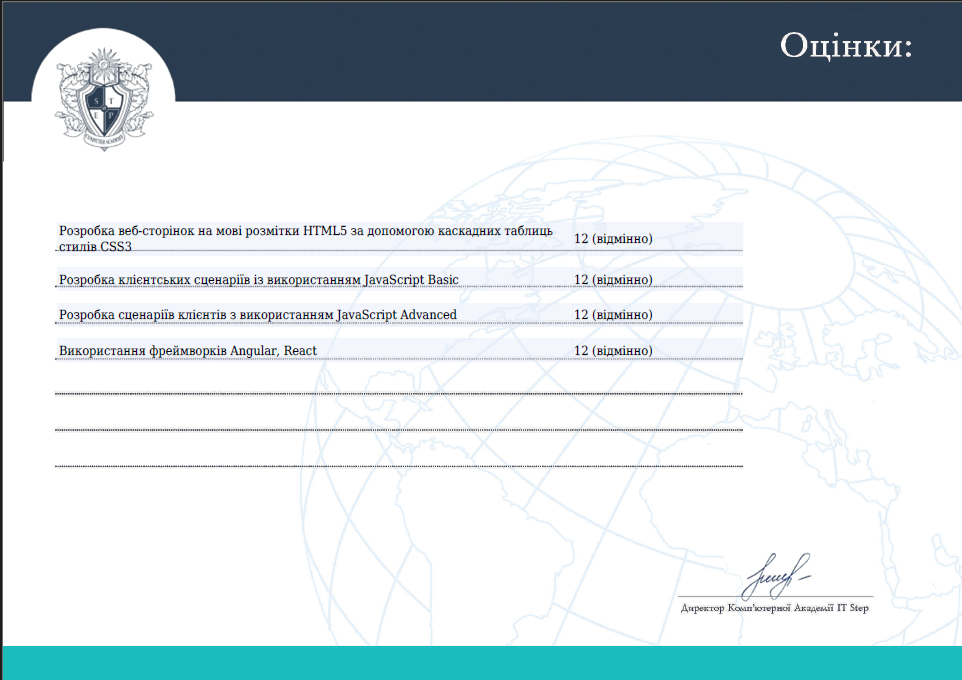 Оцінки:
S T
E P
COMPUTER ACADEMY
Розробка веб-сторінок на мові розмітки HTML5 за допомогою каскадних таблиць
стилів CSS3
12 (відмінно)
Розробка клієнтських сценаріїв із використанням JavaScript Basic
12 (відмінно)
Розробка сценаріїв клієнтів з використанням JavaScript Advanced
12 (відмінно)
Використання фреймворків Angular, React
12 (відмінно)
Директор Комп'ютерної Академії IT Step